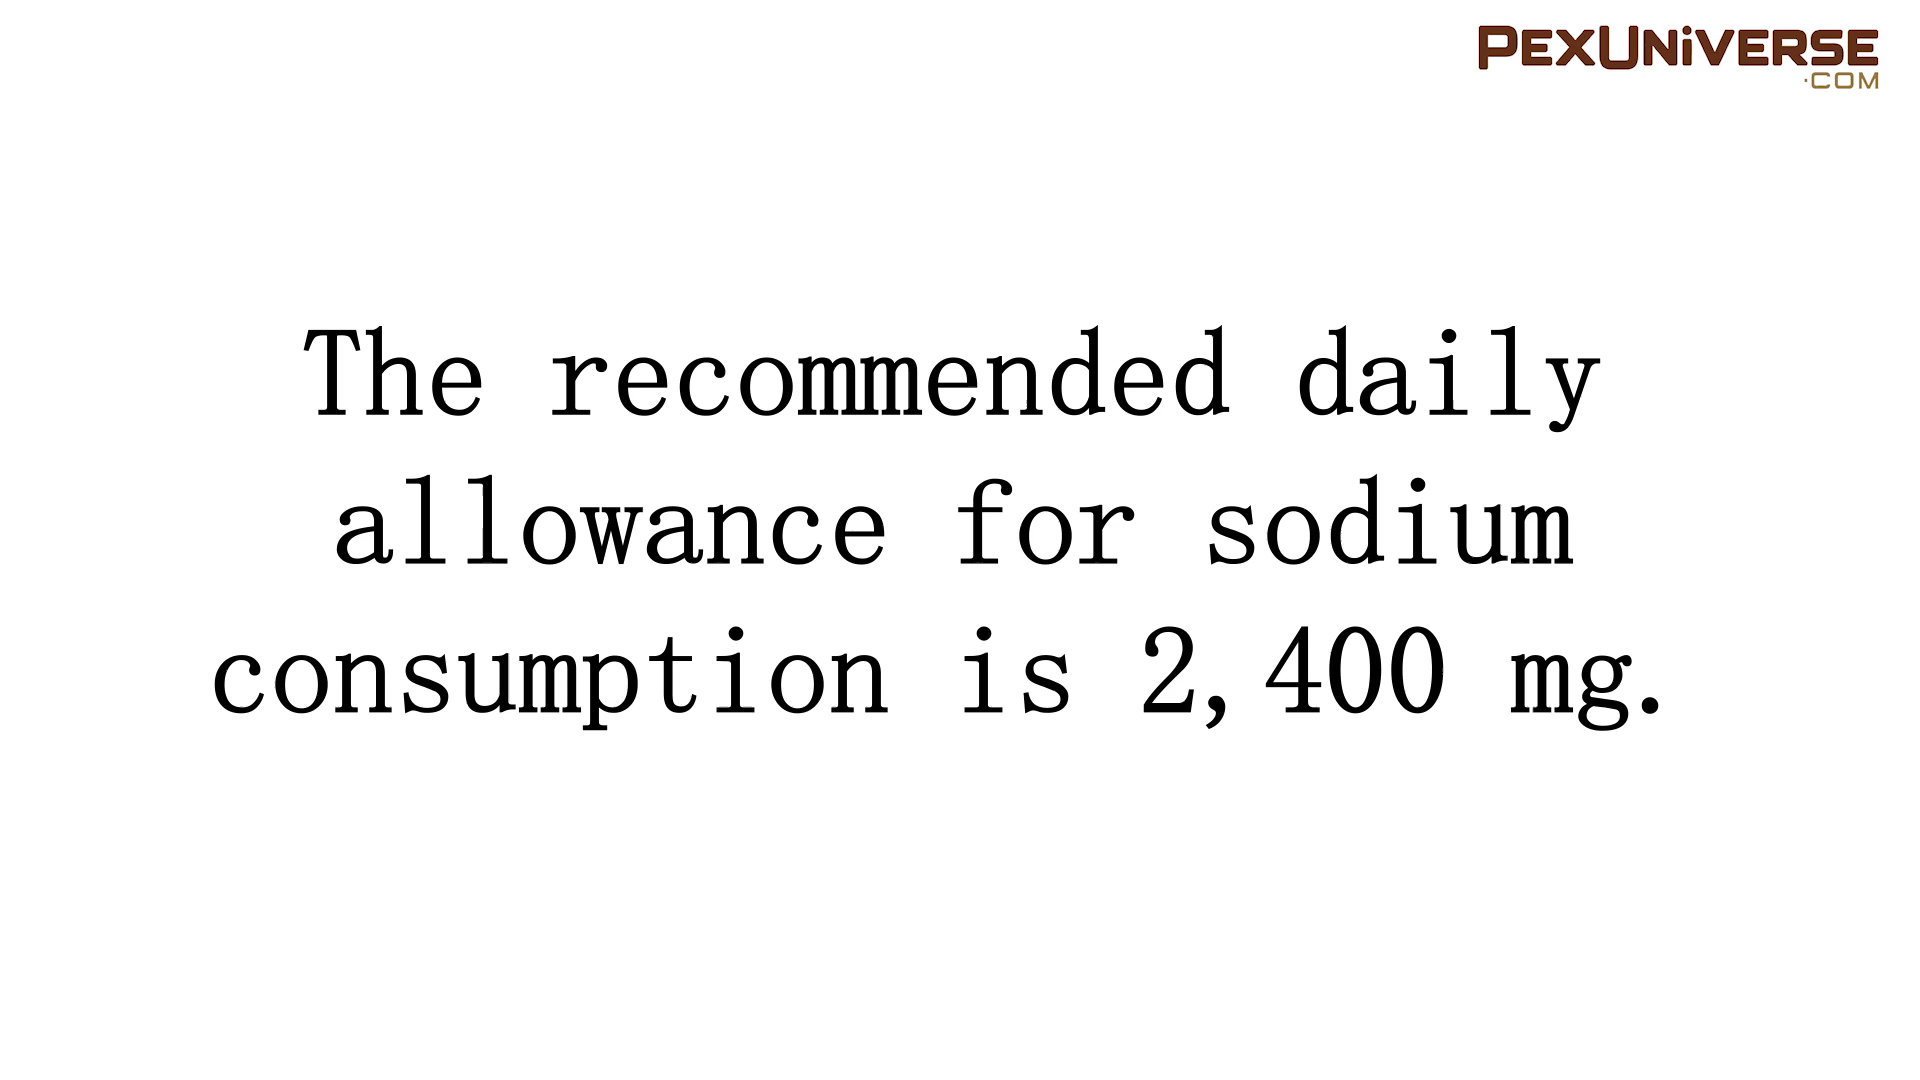 PEXUNiVERSE
.COM
The recommended daily
allowance for sodium
consumption is 2,400 mg.